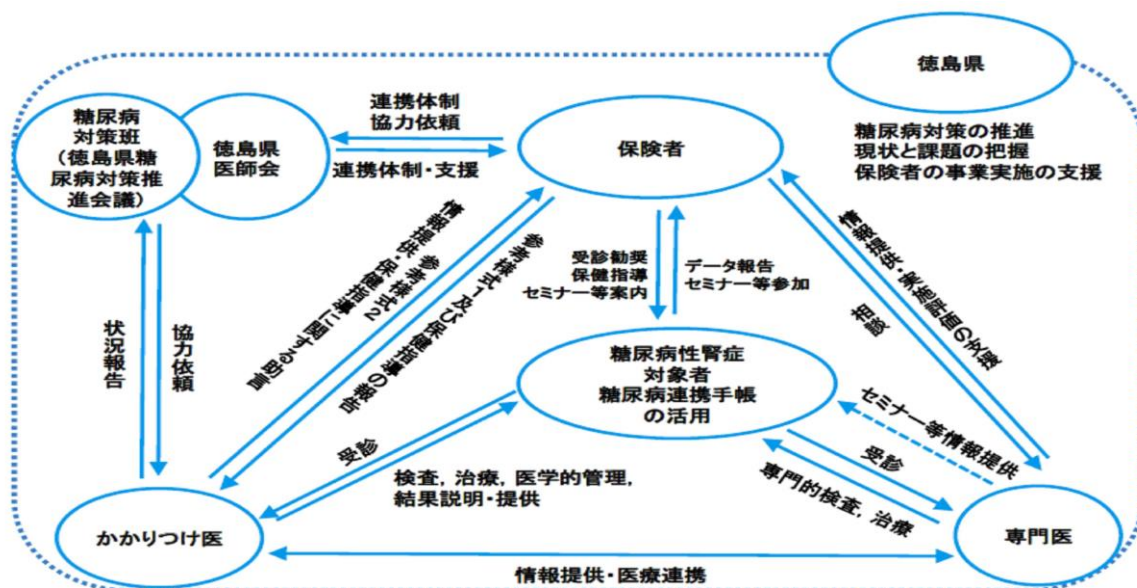 徳島県
糖尿病対策の推進
現状と課題の把握
保険者の事業実施の支援
糖尿病
対策班
(徳島県糖
尿病対策推
進会議)
徳島県
医師会
連携体制
協力依頼
連携体制・支援
保険者
情報提供・参考様式2
保健指導に関する助言
参考様式1及び保健指導の報告
受診勧奨
保健指導
セミナー等案内
データ報告
セミナー等参加
情報提供・実施評価の支援
相談
状況報告
協力依頼
糖尿病性腎症
対象者
糖尿病連携手帳
の活用
受診
検査，治療，医学的管理，
結果説明・提供
セミナー等情報提供
受診
専門的検査，治療
かかりつけ医
専門医
情報提供・医療連携